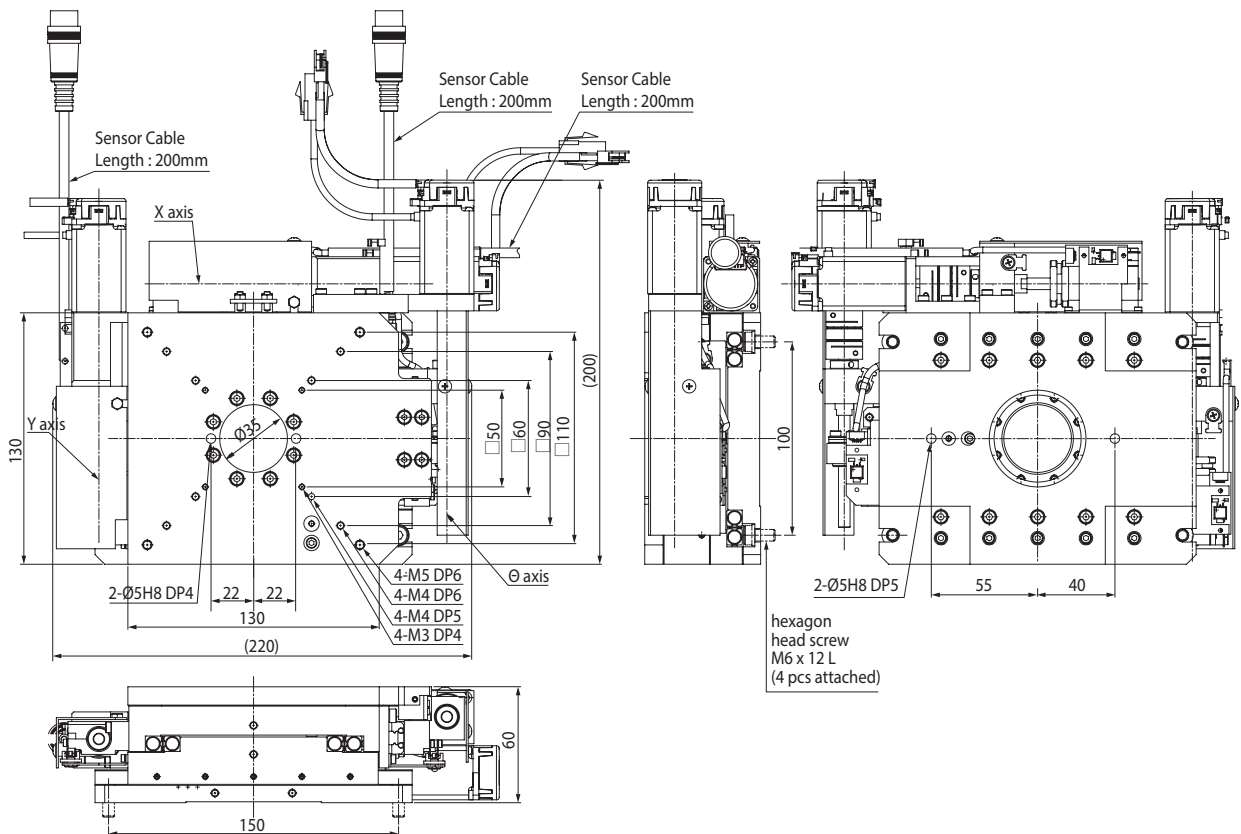 Sensor Cable
Length : 200mm
Sensor Cable
Length : 200mm
Sensor Cable
Length : 200mm
X axis
Y axis
130
Ø35
□50
□60
□90
□110
(200)
100
2-Ø5H8 DP4
22
22
130
(220)
4-M5 DP6
4-M4 DP6
4-M4 DP5
4-M3 DP4
Θ axis
2-Ø5H8 DP5
55
40
hexagon
head screw
M6 x 12 L
(4 pcs attached)
60
150